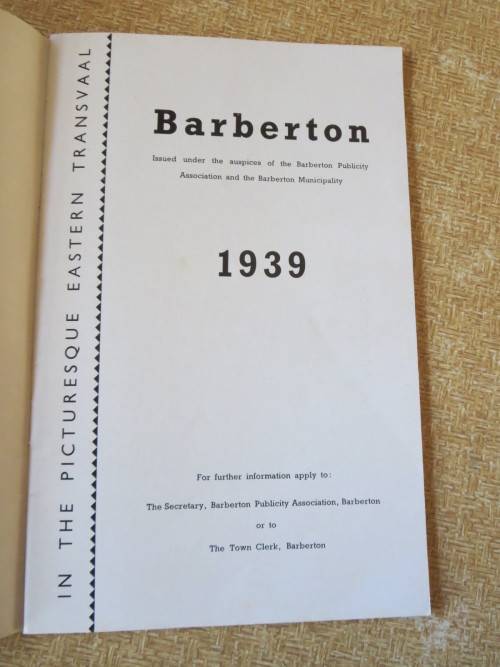 IN THE PICTURESQUE EASTERN TRANSVAAL
Barberton
Issued under the auspices of the Barberton Publicity
Association and the Barberton Municipality
1939
For further information apply to:
The Secretary, Barberton Publicity Association, Barberton
or to
The Town Clerk, Barberton